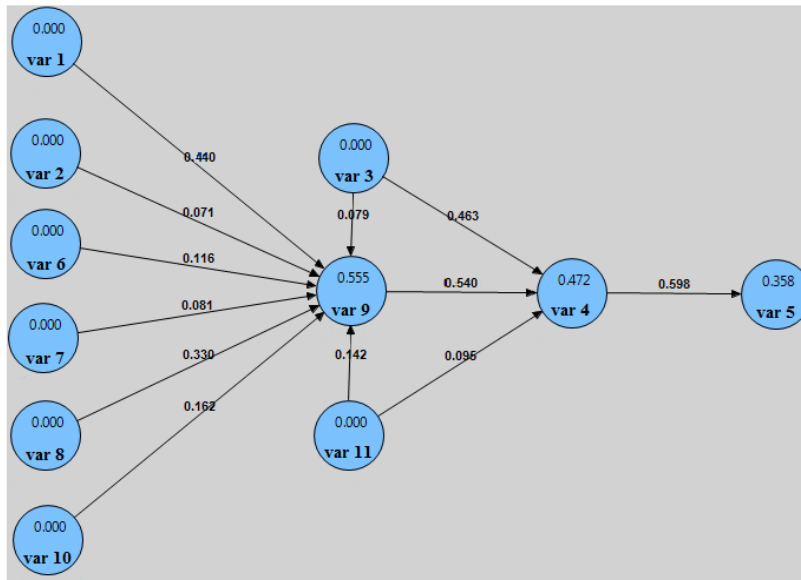 0.000
var 1
0.440
0.000
var 2
0.071
0.000
var 3
0.079
0.463
0.000
var 6
0.116
0.555
var 9
0.540
0.472
var 4
0.598
0.358
var 5
0.000
var 7
0.081
0.330
0.142
0.095
0.000
var 8
0.162
0.000
var 11
0.000
var 10